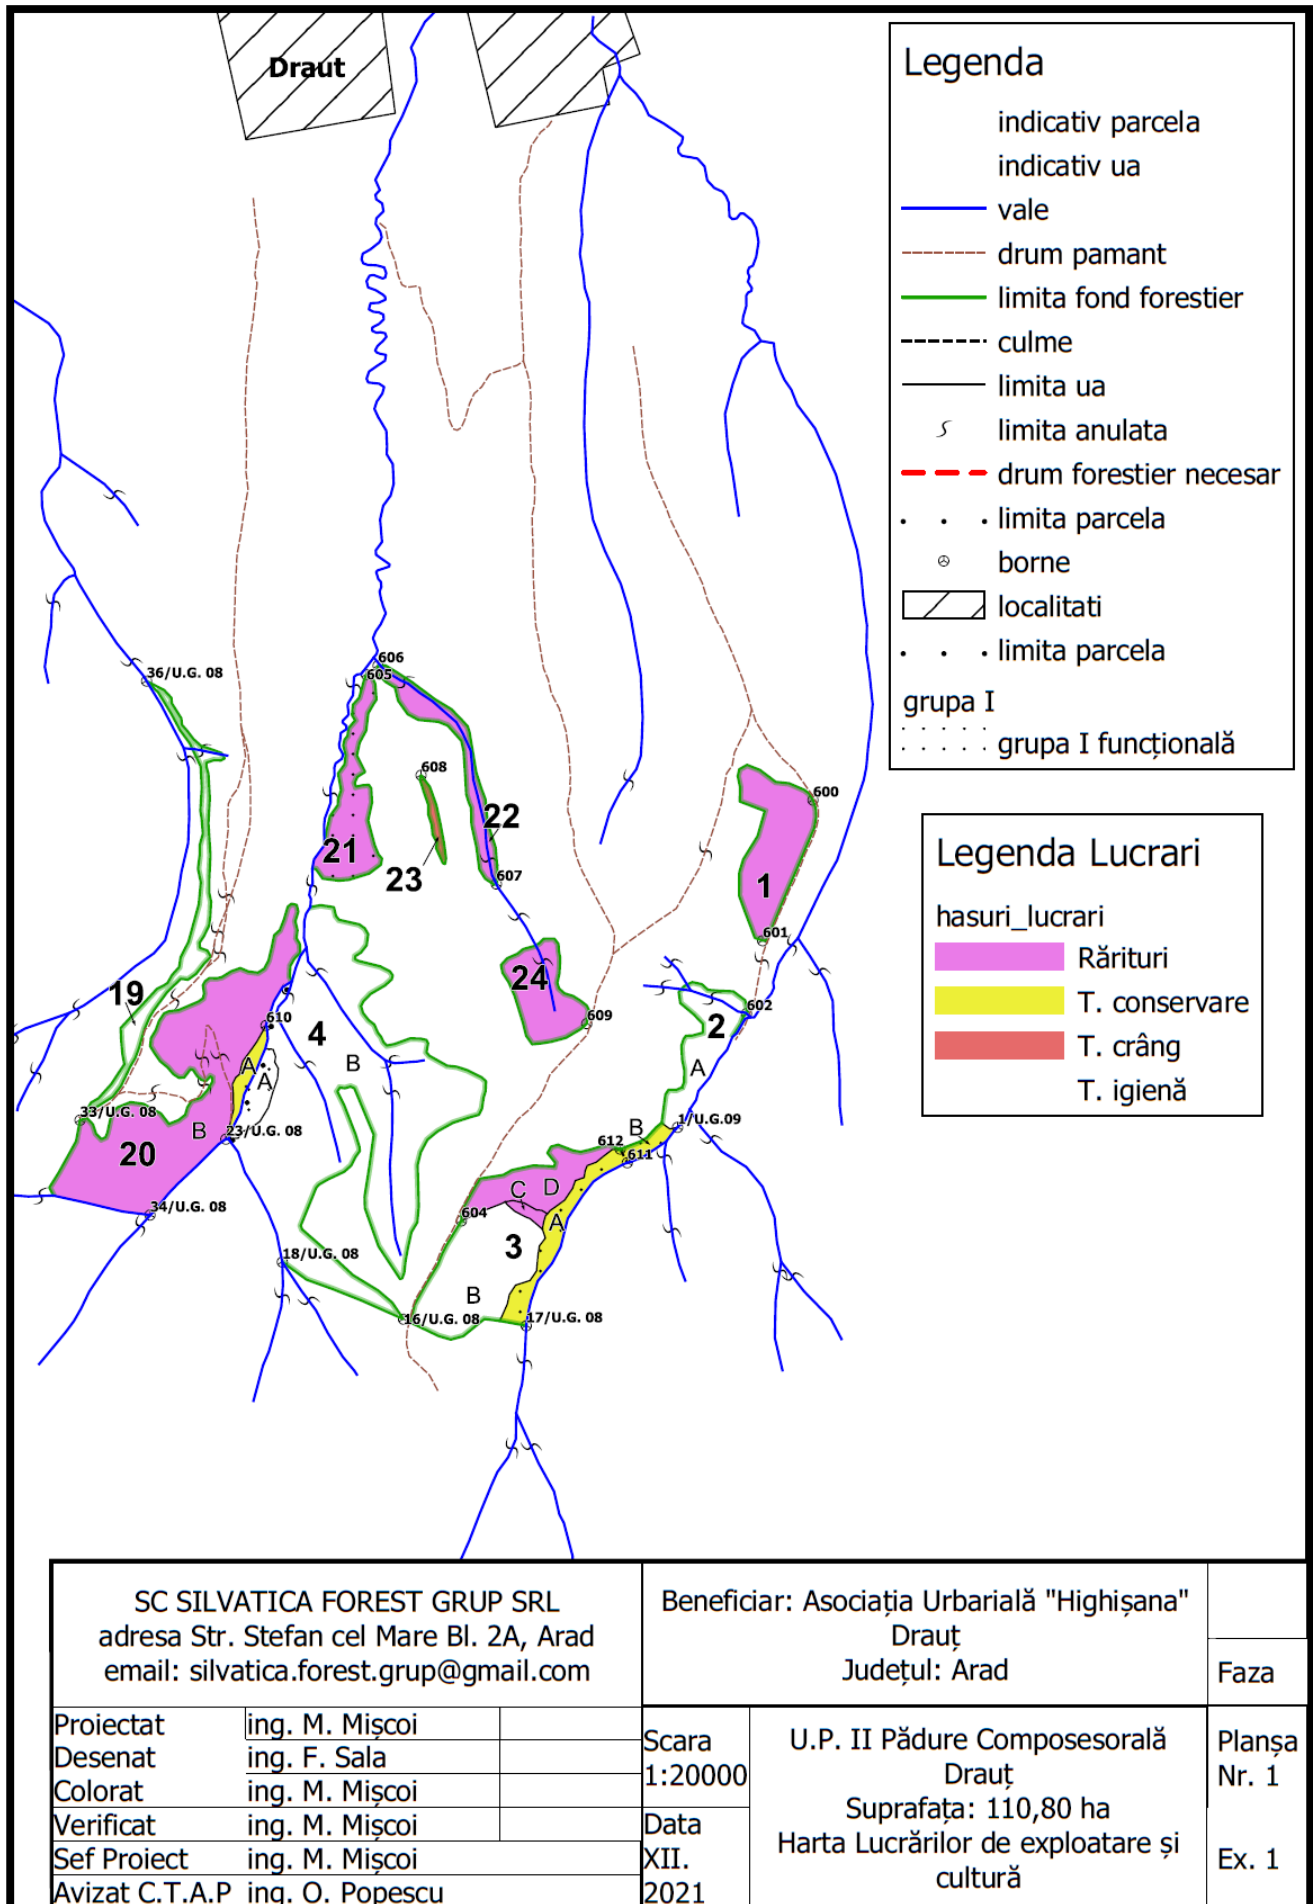 Draut
Legenda
indicativ parcela
indicativ ua
vale
drum pamant
limita fond forestier
culme
limita ua
limita anulata
drum forestier necesar
limita parcela
borne
localitati
limita parcela
grupa I
grupa I funcțională
Legenda Lucrari
hasuri_lucrari
Rărituri
T. conservare
T. crâng
T. igienă
36/U.G. 08
606
605
608
600
22
21
23
607
1
601
24
19
602
610
4
609
2
B
A
A
A
33/U.G. 08
B
23/U.G. 08
20
1/U.G.09
B
612
611
C
D
34/U.G. 08
604
A
3
18/U.G. 08
B
16/U.G. 08
17/U.G. 08
SC SILVATICA FOREST GRUP SRL
adresa Str. Stefan cel Mare Bl. 2A, Arad
email: silvatica.forest.grup@gmail.com
Beneficiar: Asociația Urbarială "Highișana"
Drauț
Județul: Arad
Faza
Proiectat ing. M. Mișcoi
Desenat ing. F. Sala
Colorat ing. M. Mișcoi
Verificat ing. M. Mișcoi
Sef Proiect ing. M. Mișcoi
Avizat C.T.A.P ing. O. Popescu
Scara
1:20000
Data
XII.
2021
U.P. II Pădure Composesorală
Drauț
Suprafața: 110,80 ha
Harta Lucrărilor de exploatare și
cultură
Planșa
Nr. 1
Ex. 1